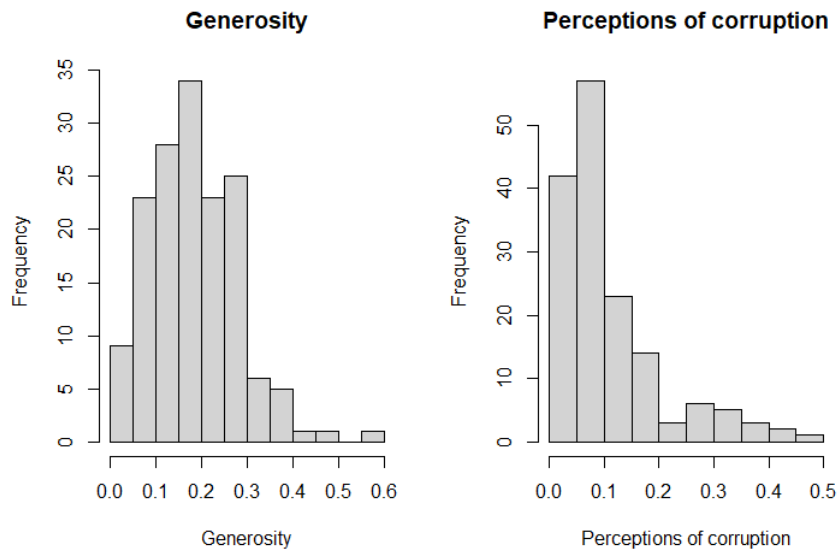 Generosity
Frequency
0 5 10 15 20 25 30 35
0.0 0.1 0.2 0.3 0.4 0.5 0.6
Generosity
Perceptions of corruption
Frequency
0 10 20 30 40 50
0.0 0.1 0.2 0.3 0.4 0.5
Perceptions of corruption